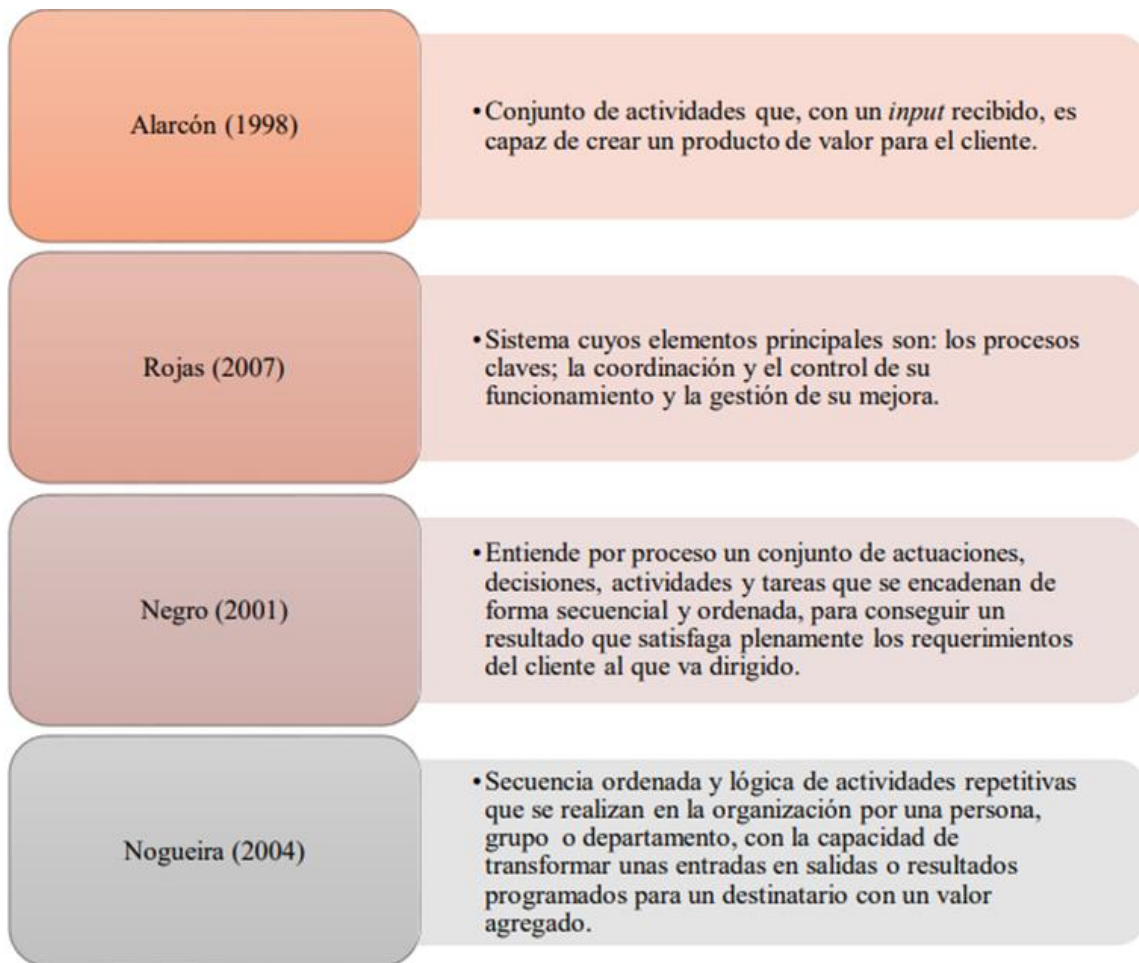 Alarcón (1998)
•Conjunto de actividades que, con un input recibido, es
capaz de crear un producto de valor para el cliente.
Rojas (2007)
•Sistema cuyos elementos principales son: los procesos
claves; la coordinación y el control de su
funcionamiento y la gestión de su mejora.
Negro (2001)
•Entiende por proceso un conjunto de actuaciones,
decisiones, actividades y tareas que se encadenan de
forma secuencial y ordenada, para conseguir un
resultado que satisfaga plenamente los requerimientos
del cliente al que va dirigido.
Nogueira (2004)
•Secuencia ordenada y lógica de actividades repetitivas
que se realizan en la organización por una persona,
grupo o departamento, con la capacidad de
transformar unas entradas en salidas o resultados
programados para un destinatario con un valor
agregado.